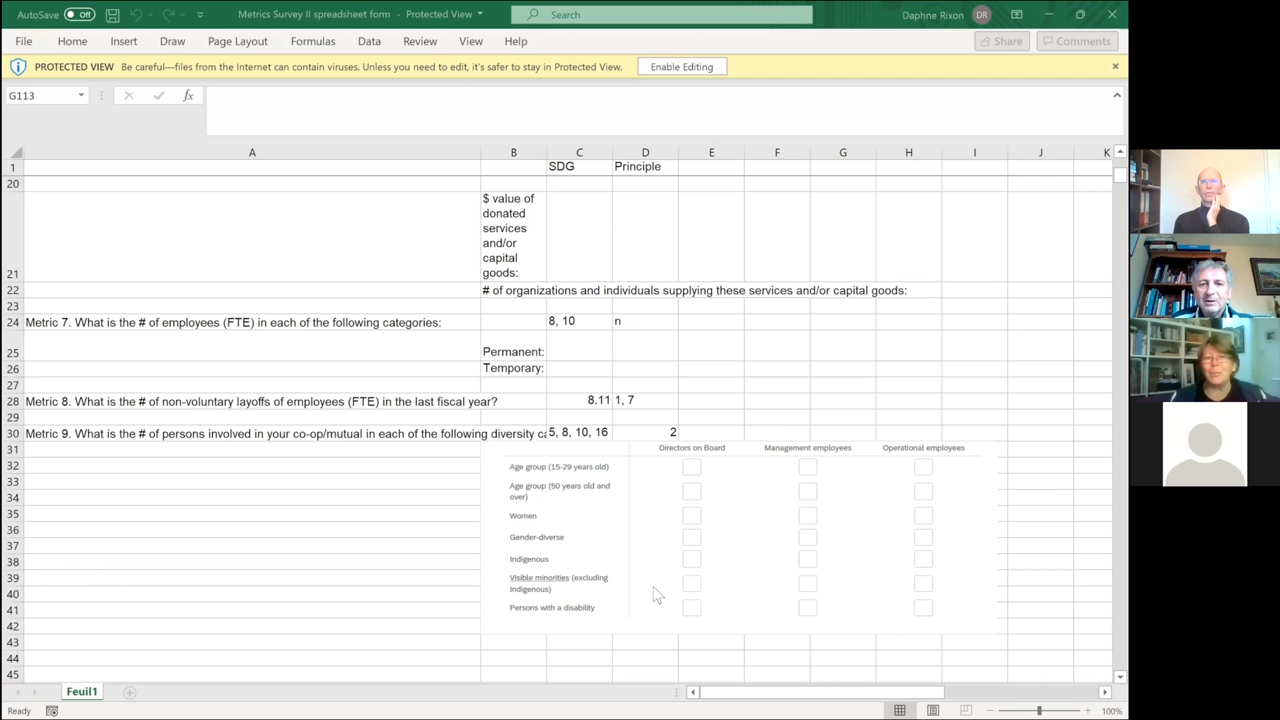 AutoSave Off Metrics Survey II spreadsheet form - Protected View Search Daphne Rixon DR
File Home Insert Draw Page Layout Formulas Data Review View Help Share Comments
PROTECTED VIEW Be careful—files from the Internet can contain viruses. Unless you need to edit, it's safer to stay in Protected View. Enable Editing
G113 fx
A B C D E F G H I J K
1 SDG Principle
20
$ value of
donated
services
and/or
capital
21 goods:
22 # of organizations and individuals supplying these services and/or capital goods:
23
24 Metric 7. What is the # of employees (FTE) in each of the following categories: 8, 10 n
25 Permanent:
26 Temporary:
27
28 Metric 8. What is the # of non-voluntary layoffs of employees (FTE) in the last fiscal year? 8.11 1, 7
29
30 Metric 9. What is the # of persons involved in your co-op/mutual in each of the following diversity ca 5, 8, 10, 16 2
31 Directors on Board Management employees Operational employees
32 Age group (15-29 years old)
33 Age group (50 years old and
34 over)
35 Women
36
37 Gender-diverse
38 Indigenous
39 Visible minorities (excluding
40 Indigenous)
41 Persons with a disability
42
43
44
45
Feuil1
Ready 100%